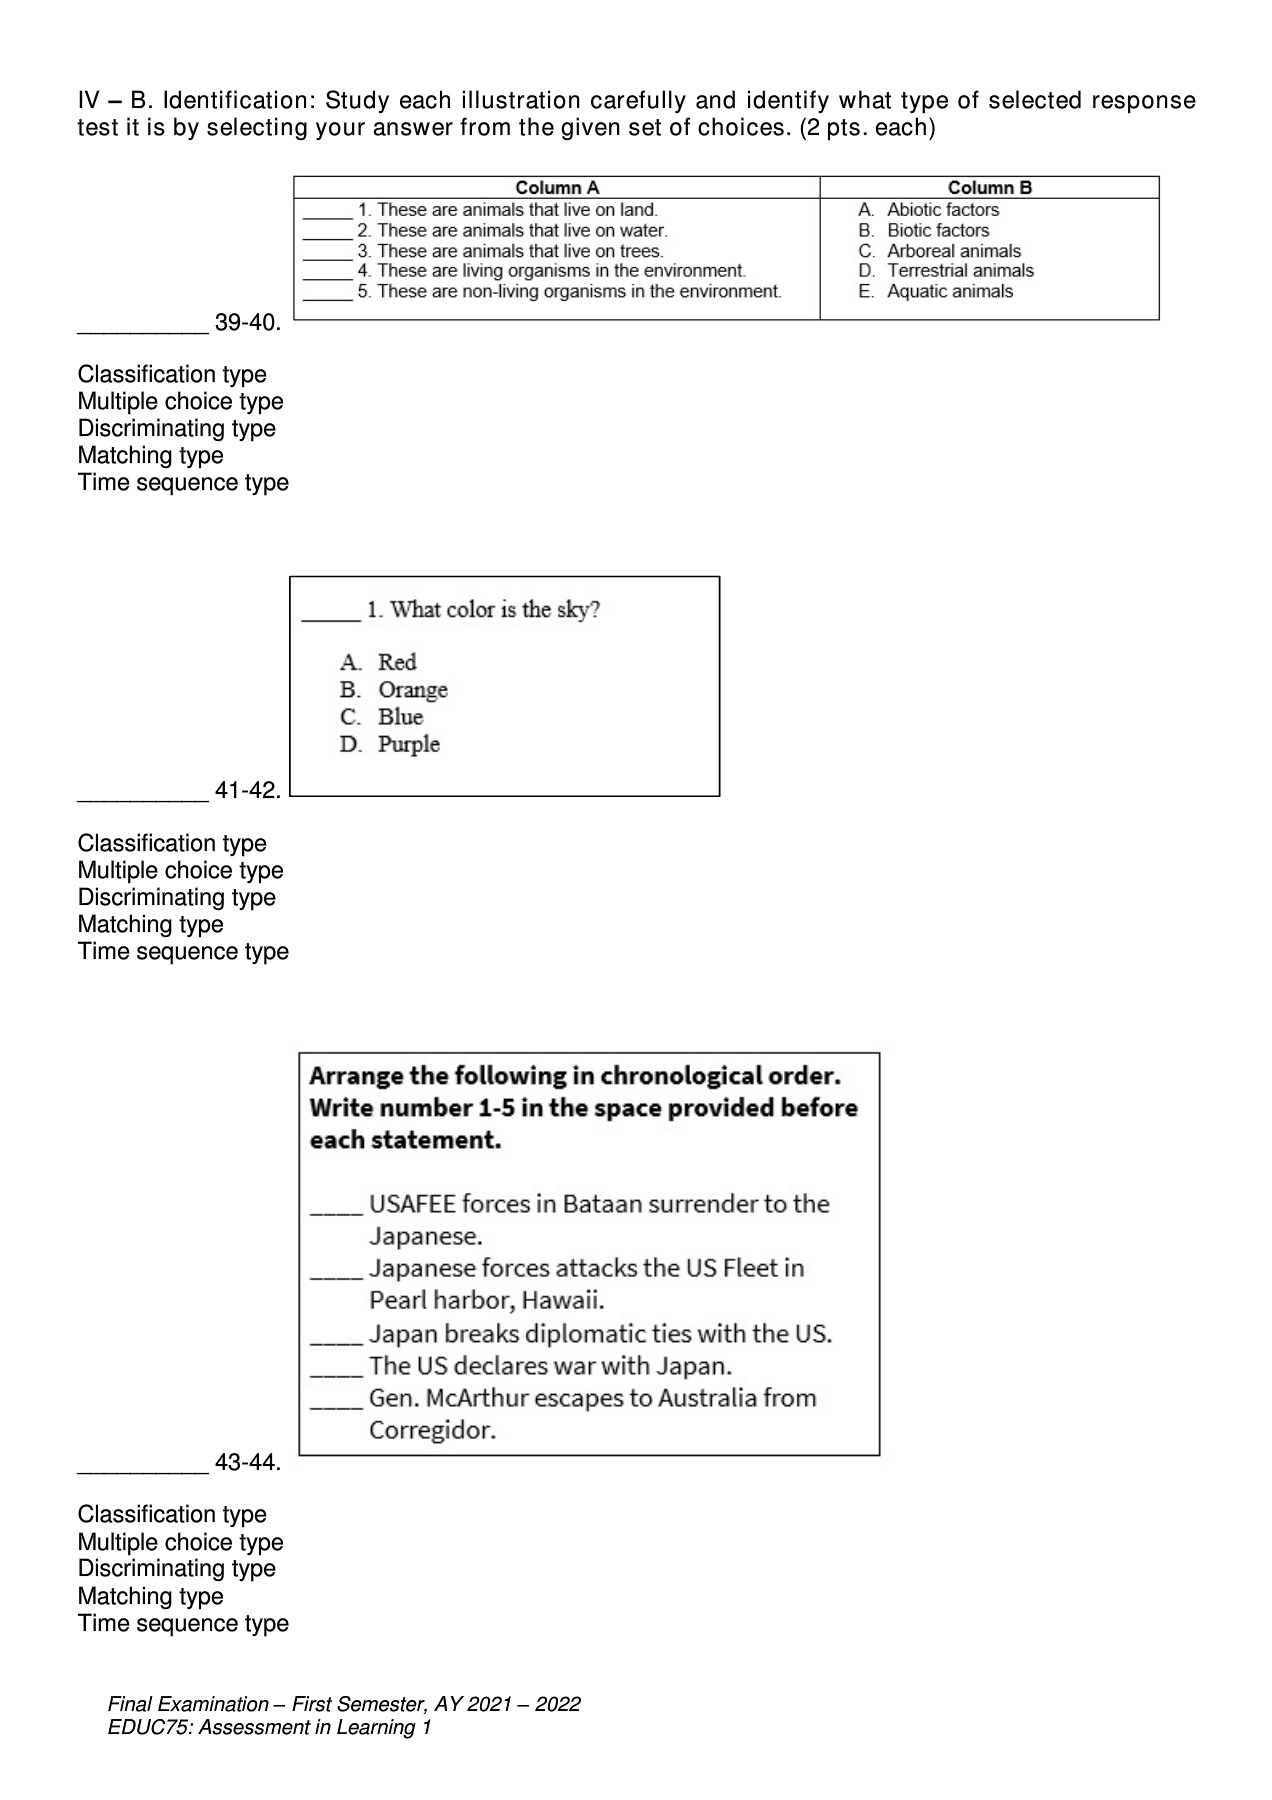 IV – B. Identification: Study each illustration carefully and identify what type of selected response
test it is by selecting your answer from the given set of choices. (2 pts. each)
Column A Column B
_____ 1. These are animals that live on land. A. Abiotic factors
_____ 2. These are animals that live on water. B. Biotic factors
_____ 3. These are animals that live on trees. C. Arboreal animals
_____ 4. These are living organisms in the environment. D. Terrestrial animals
_____ 5. These are non-living organisms in the environment. E. Aquatic animals
__________ 39-40.
Classification type
Multiple choice type
Discriminating type
Matching type
Time sequence type
_____ 1. What color is the sky?
A. Red
B. Orange
C. Blue
D. Purple
__________ 41-42.
Classification type
Multiple choice type
Discriminating type
Matching type
Time sequence type
Arrange the following in chronological order.
Write number 1-5 in the space provided before
each statement.
____ USAFEE forces in Bataan surrender to the
Japanese.
____ Japanese forces attacks the US Fleet in
Pearl harbor, Hawaii.
____ Japan breaks diplomatic ties with the US.
____ The US declares war with Japan.
____ Gen. McArthur escapes to Australia from
Corregidor.
__________ 43-44.
Classification type
Multiple choice type
Discriminating type
Matching type
Time sequence type
Final Examination – First Semester, AY 2021 – 2022
EDUC75: Assessment in Learning 1